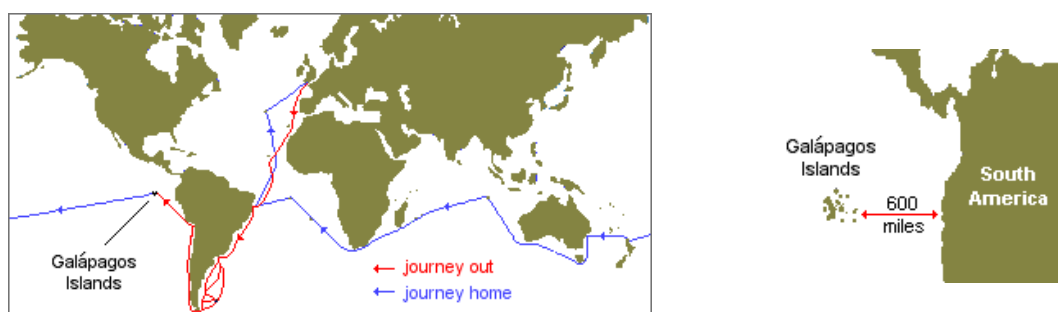 Galápagos
Islands
journey out
journey home
Galápagos
Islands
South
America
600
miles